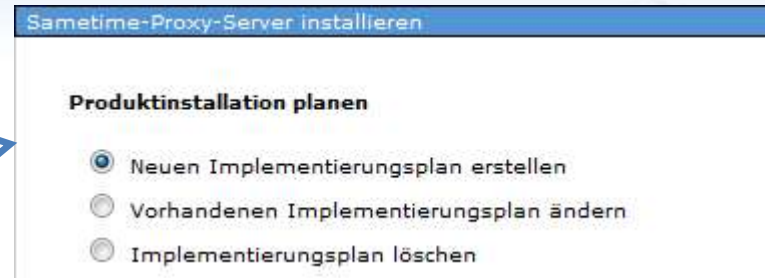 Sametime-Proxy-Server installieren
Produktinstallation planen
Neuen Implementierungsplan erstellen
Vorhandenen Implementierungsplan ändern
Implementierungsplan löschen